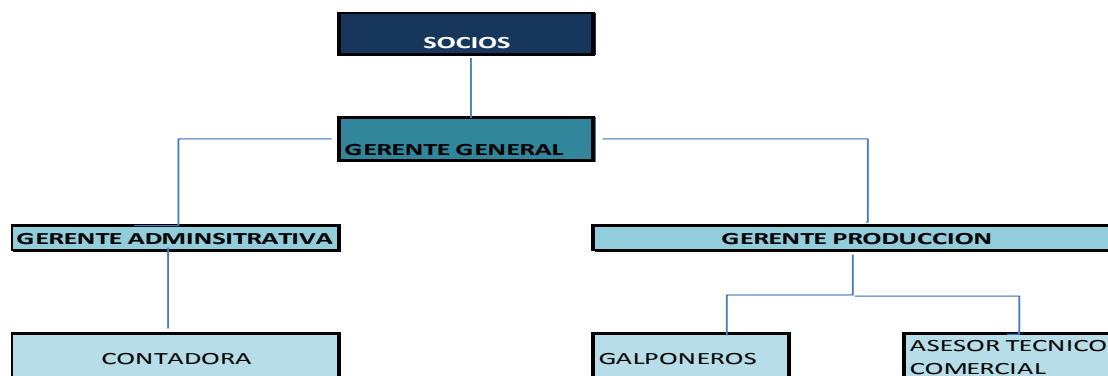 SOCIOS
GERENTE GENERAL
GERENTE ADMINSITRATIVA
GERENTE PRODUCCION
CONTADORA
GALPONEROS
ASESOR TECNICO
COMERCIAL